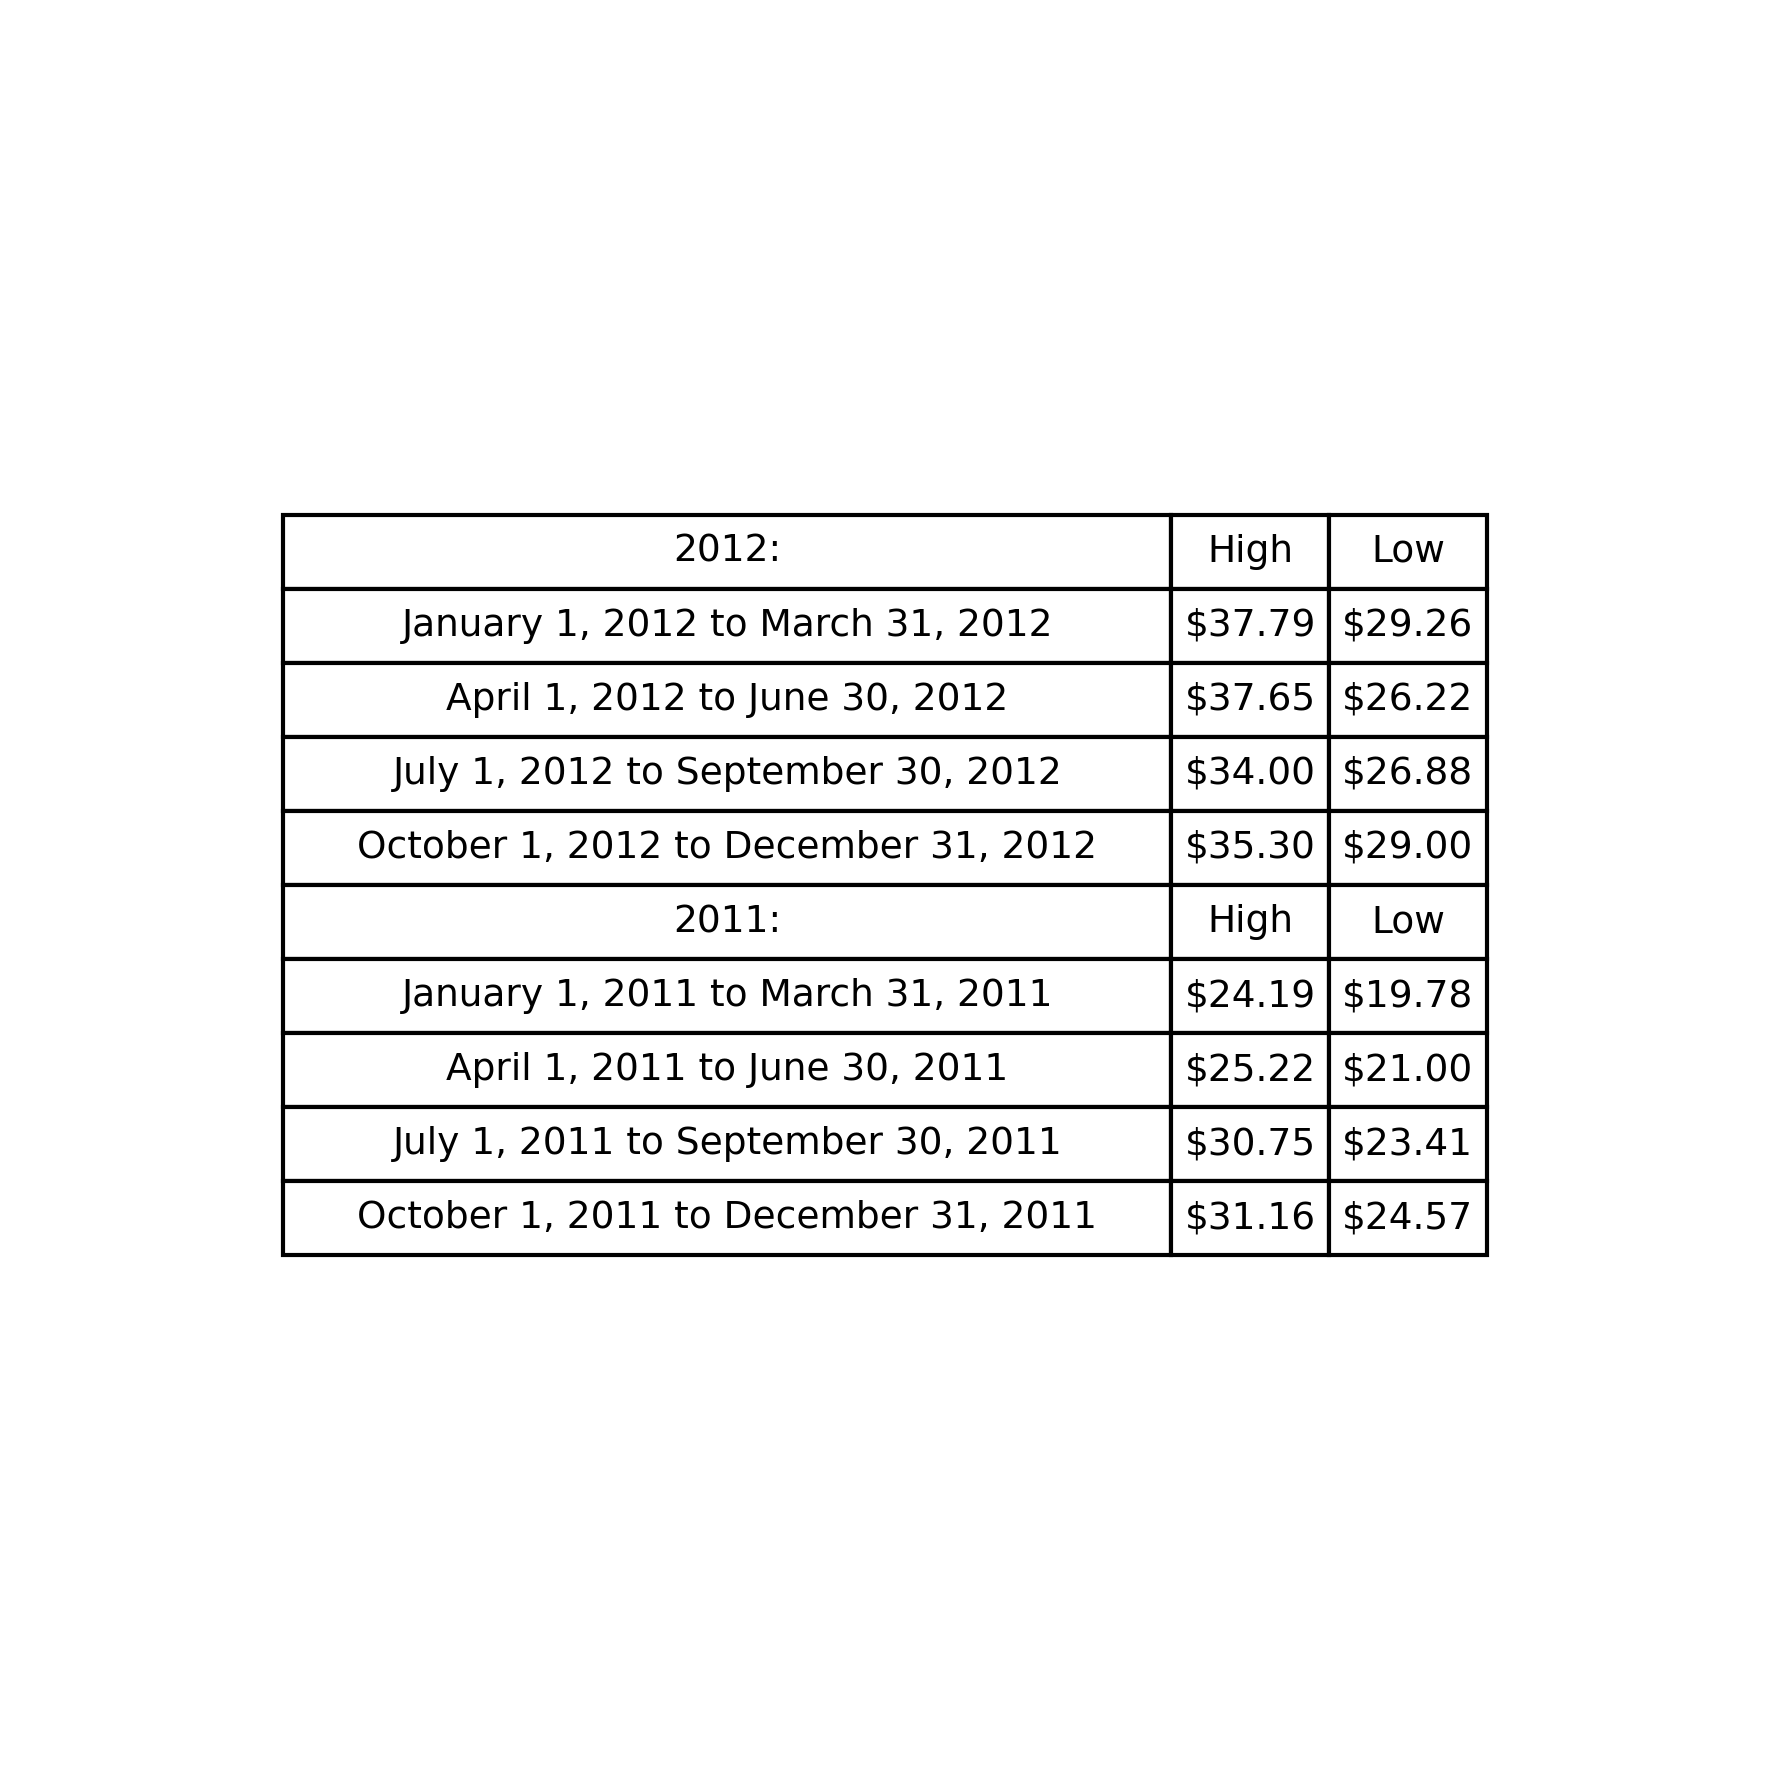 2012: High Low
January 1, 2012 to March 31, 2012 $37.79 $29.26
April 1, 2012 to June 30, 2012 $37.65 $26.22
July 1, 2012 to September 30, 2012 $34.00 $26.88
October 1, 2012 to December 31, 2012 $35.30 $29.00
2011: High Low
January 1, 2011 to March 31, 2011 $24.19 $19.78
April 1, 2011 to June 30, 2011 $25.22 $21.00
July 1, 2011 to September 30, 2011 $30.75 $23.41
October 1, 2011 to December 31, 2011 $31.16 $24.57